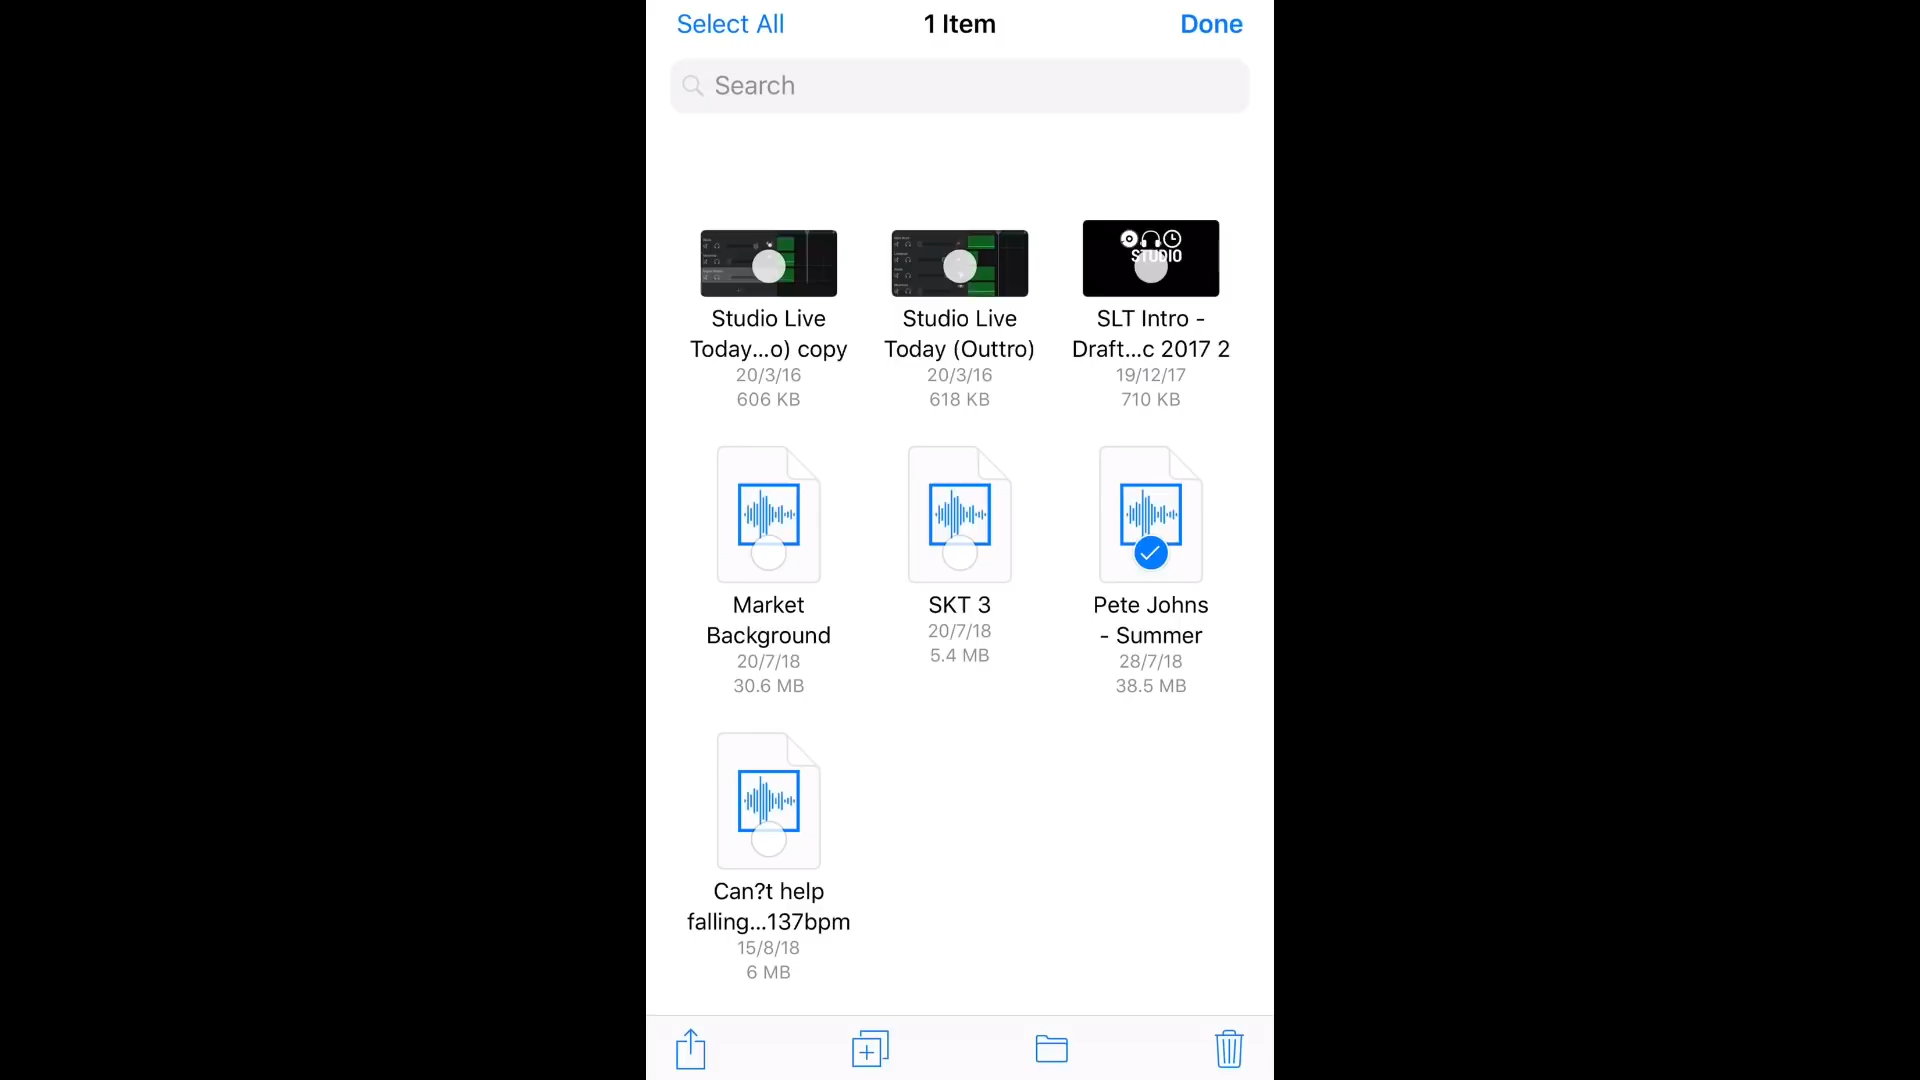 Select All
1 Item
Done
Search
STUDIO
Studio Live
Today...o) copy
20/3/16
606 KB
Studio Live
Today (Outtro)
20/3/16
618 KB
SLT Intro -
Draft...c 2017 2
19/12/17
710 KB
Market
Background
20/7/18
30.6 MB
SKT 3
20/7/18
5.4 MB
Pete Johns
- Summer
28/7/18
38.5 MB
Can?t help
falling...137bpm
15/8/18
6 MB